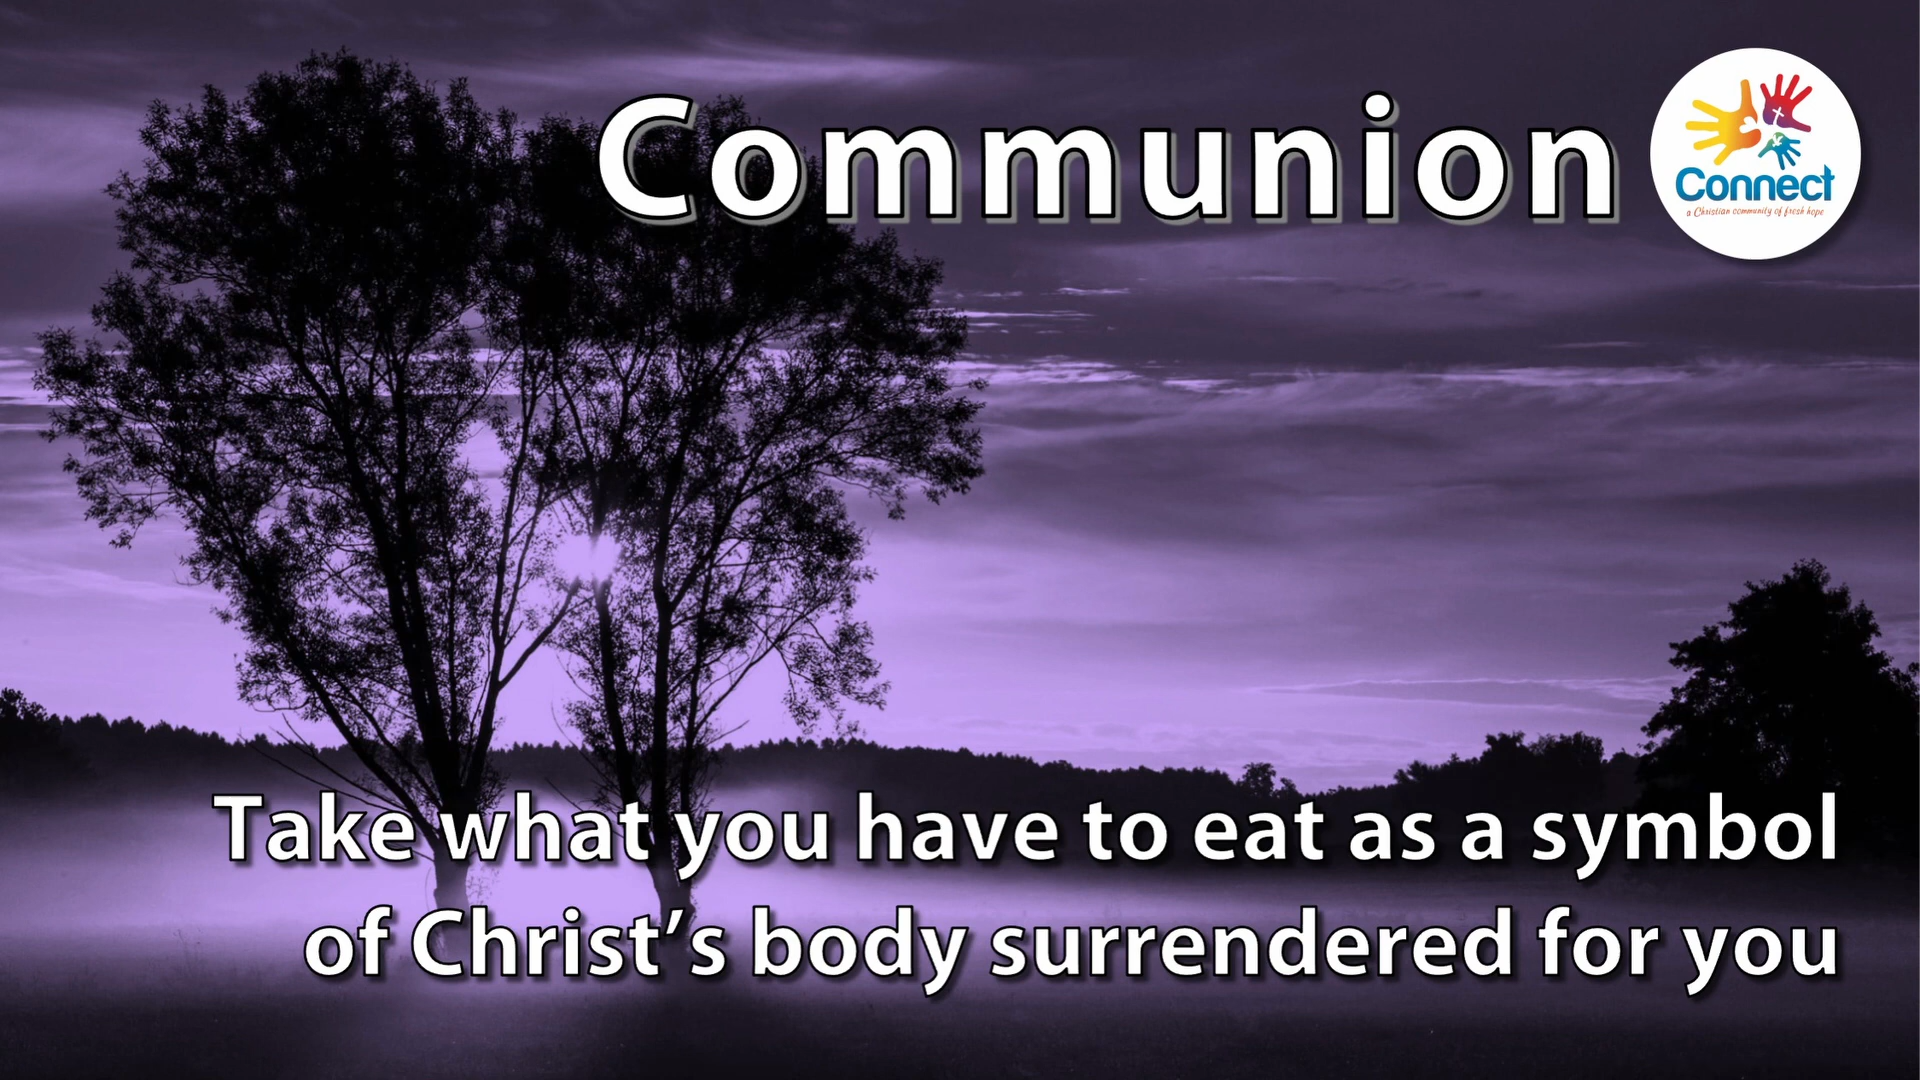 Communion
Connect
a Christian community of fresh hope
Take what you have to eat as a symbol
of Christ’s body surrendered for you